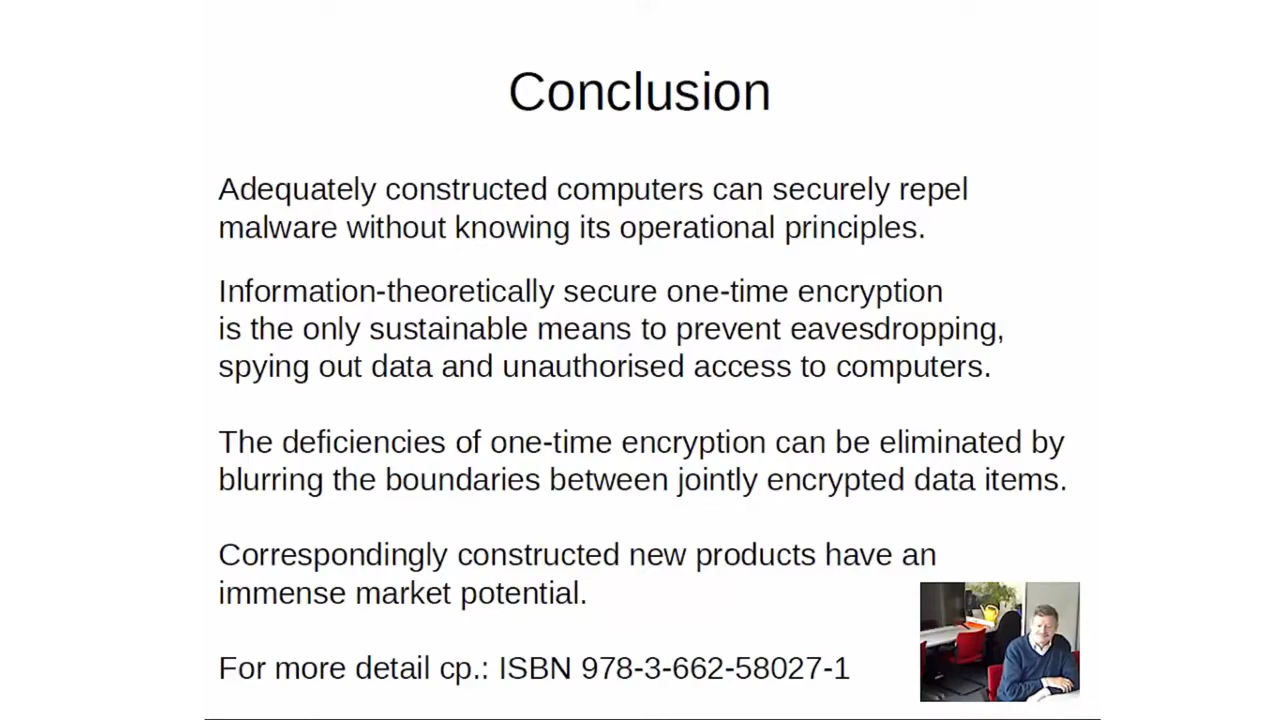 Conclusion
Adequately constructed computers can securely repel
malware without knowing its operational principles.
Information-theoretically secure one-time encryption
is the only sustainable means to prevent eavesdropping,
spying out data and unauthorised access to computers.
The deficiencies of one-time encryption can be eliminated by
blurring the boundaries between jointly encrypted data items.
Correspondingly constructed new products have an
immense market potential.
For more detail cp.: ISBN 978-3-662-58027-1